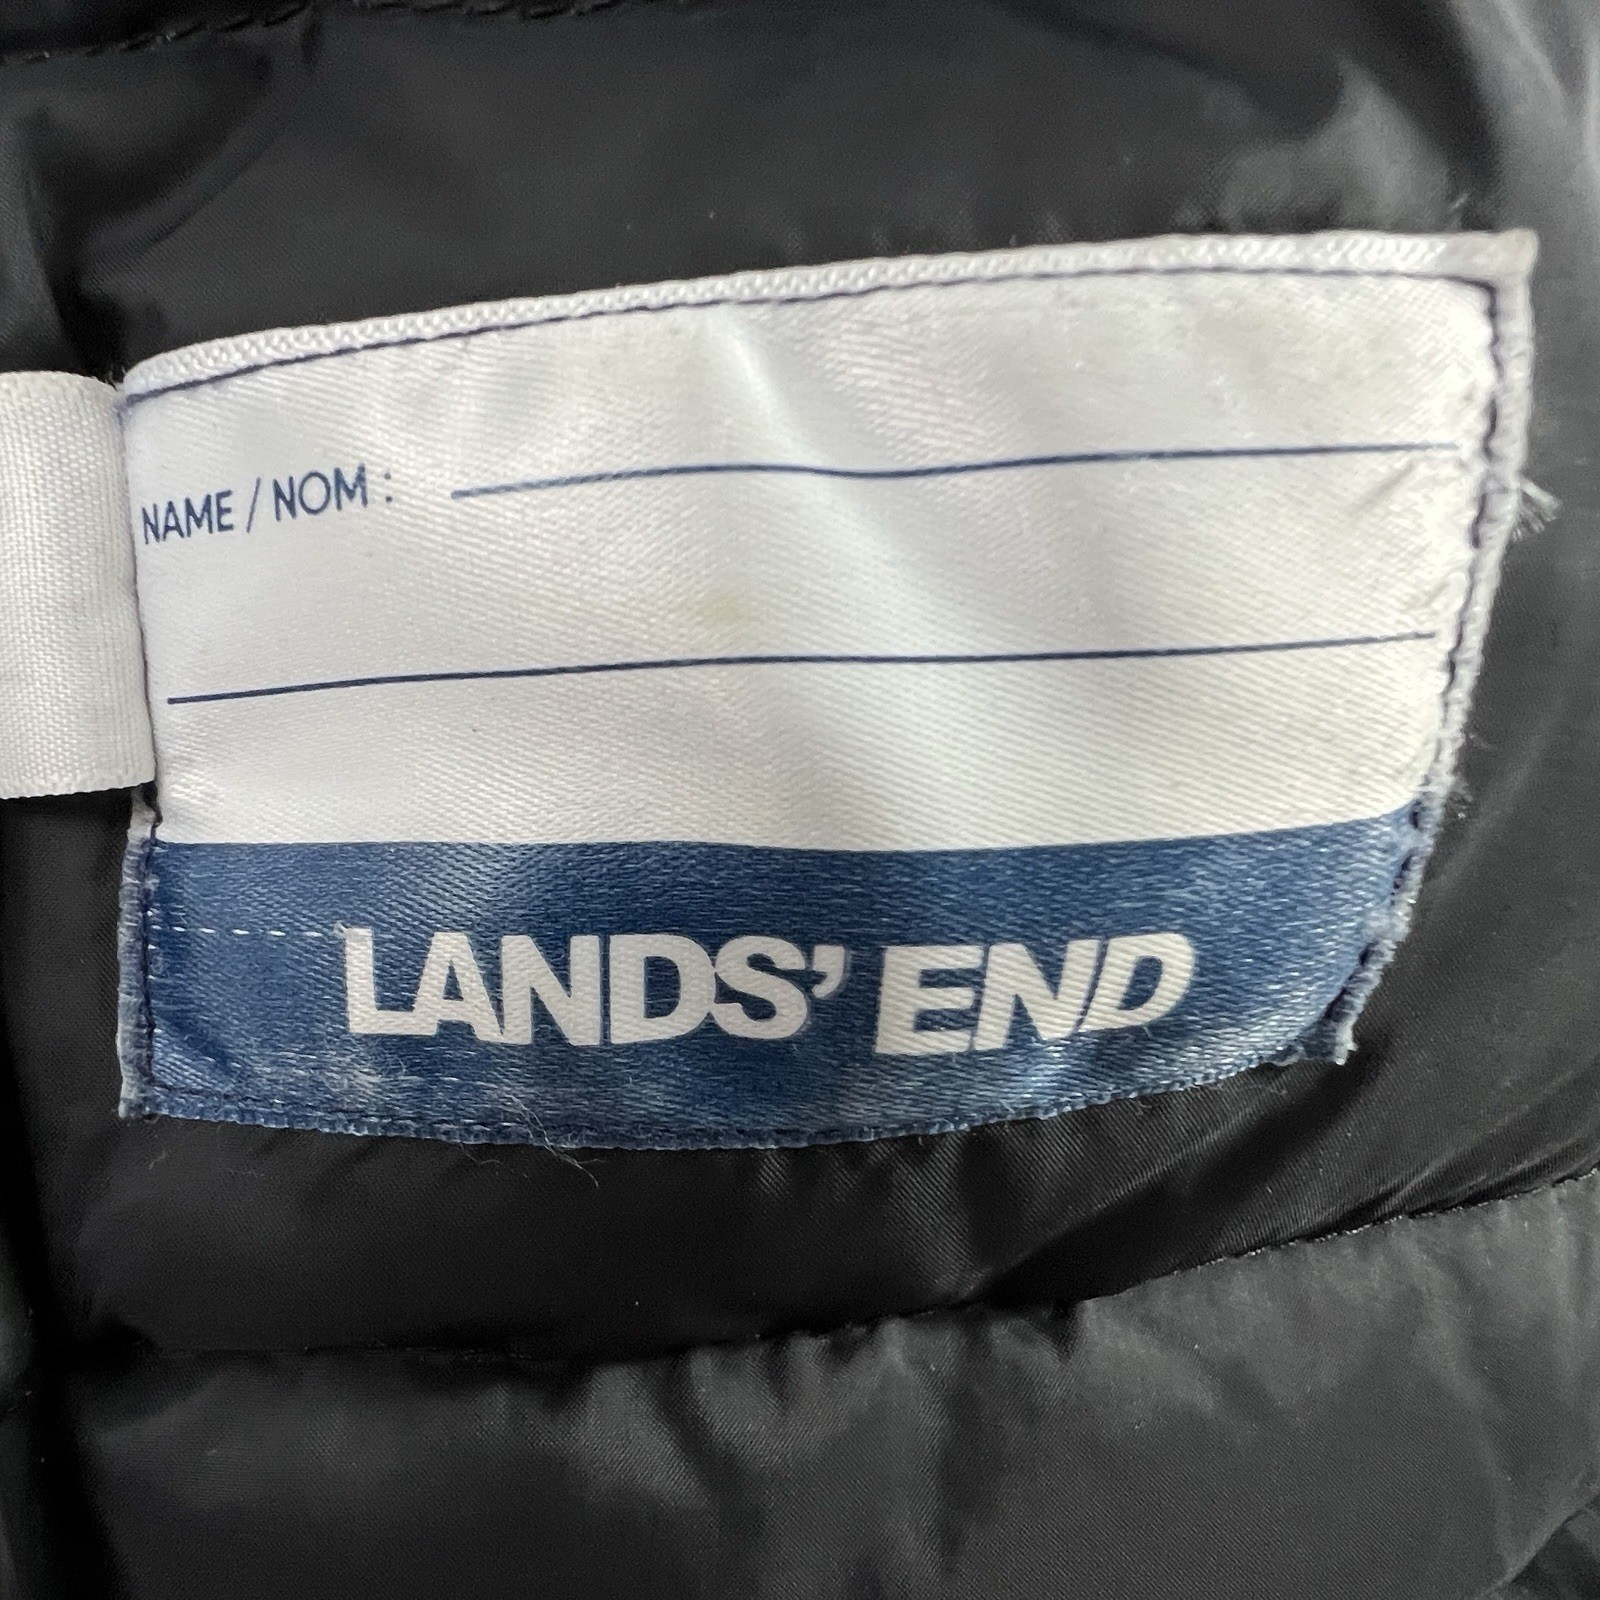 NAME / NOM :
LANDS' END